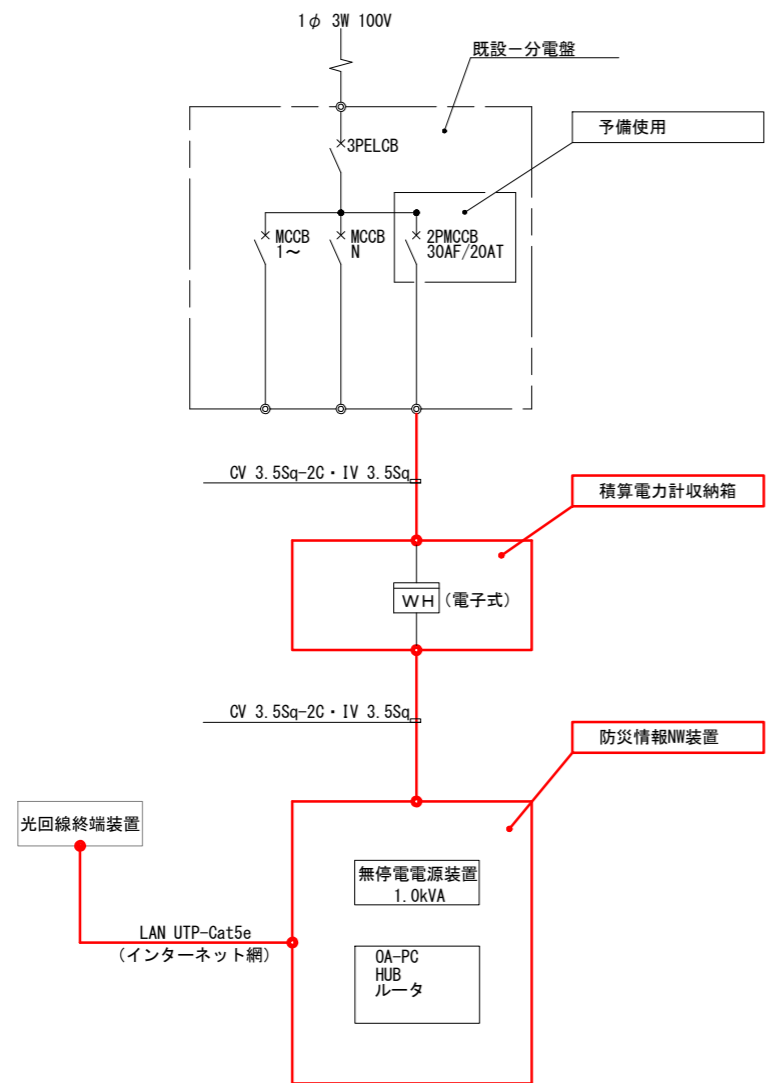 1φ 3W 100V
既設－分電盤
予備使用
3PELCB
MCCB
1～
MCCB
N
2PMCCB
30AF/20AT
CV 3.5Sq-2C・IV 3.5Sq
積算電力計収納箱
WH
(電子式)
CV 3.5Sq-2C・IV 3.5Sq
防災情報NW装置
光回線終端装置
無停電電源装置
1.0kVA
LAN UTP-Cat5e
(インターネット網)
OA-PC
HUB
ルータ